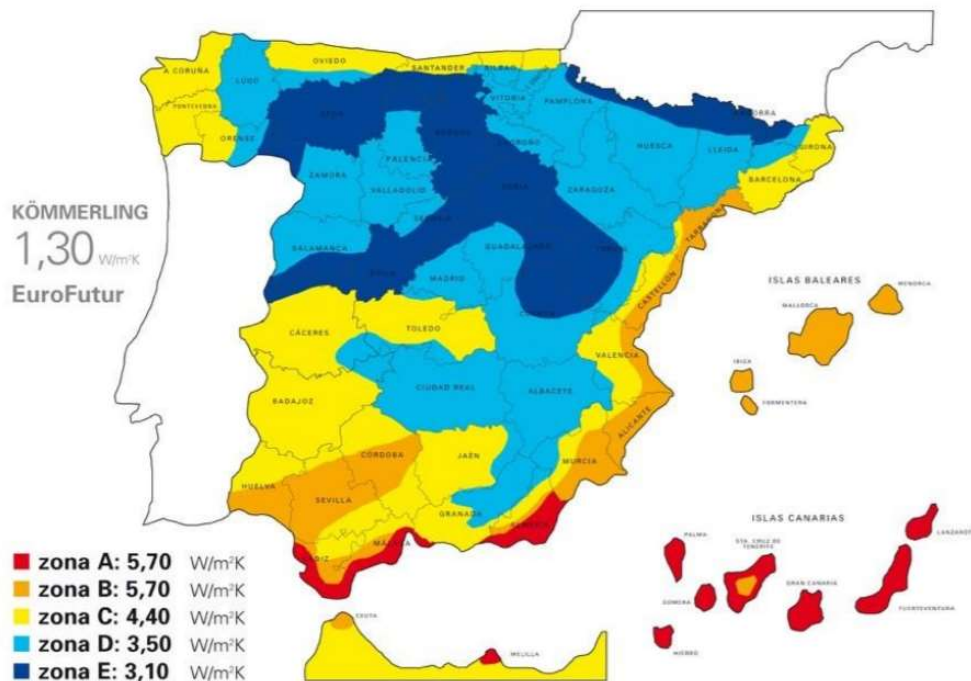 A CORUÑA
LUGO
OVIEDO
SANTANDER
BILBAO
PONTEVEDRA
ORENSE
LEÓN
BURGOS
VITORIA
PAMPLONA
LOGROÑO
ANDORRA
HUESCA
LLEIDA
GIRONA
BARCELONA
PALENCIA
ZAMORA
VALLADOLID
SORIA
ZARAGOZA
TARRAGONA
SEGOVIA
SALAMANCA
ÁVILA
GUADALAJARA
MADRID
TERUEL
CUENCA
CASTELLÓN
KÖMMERLING
1,30 W/m²K
EuroFutur
CÁCERES
TOLEDO
VALENCIA
BADAJOZ
CIUDAD REAL
ALBACETE
ALICANTE
ISLAS BALEARES
MENORCA
MALLORCA
IBIZA
FORMENTERA
HUELVA
SEVILLA
CÓRDOBA
JAÉN
MURCIA
GRANADA
ALMERÍA
CÁDIZ
MÁLAGA
ISLAS CANARIAS
PALMA
STA. CRUZ DE
TENERIFE
LANZAROTE
GOMERA
GRAN CANARIA
FUERTEVENTURA
HIERRO
CEUTA
MELILLA
zona A: 5,70 W/m²K
zona B: 5,70 W/m²K
zona C: 4,40 W/m²K
zona D: 3,50 W/m²K
zona E: 3,10 W/m²K